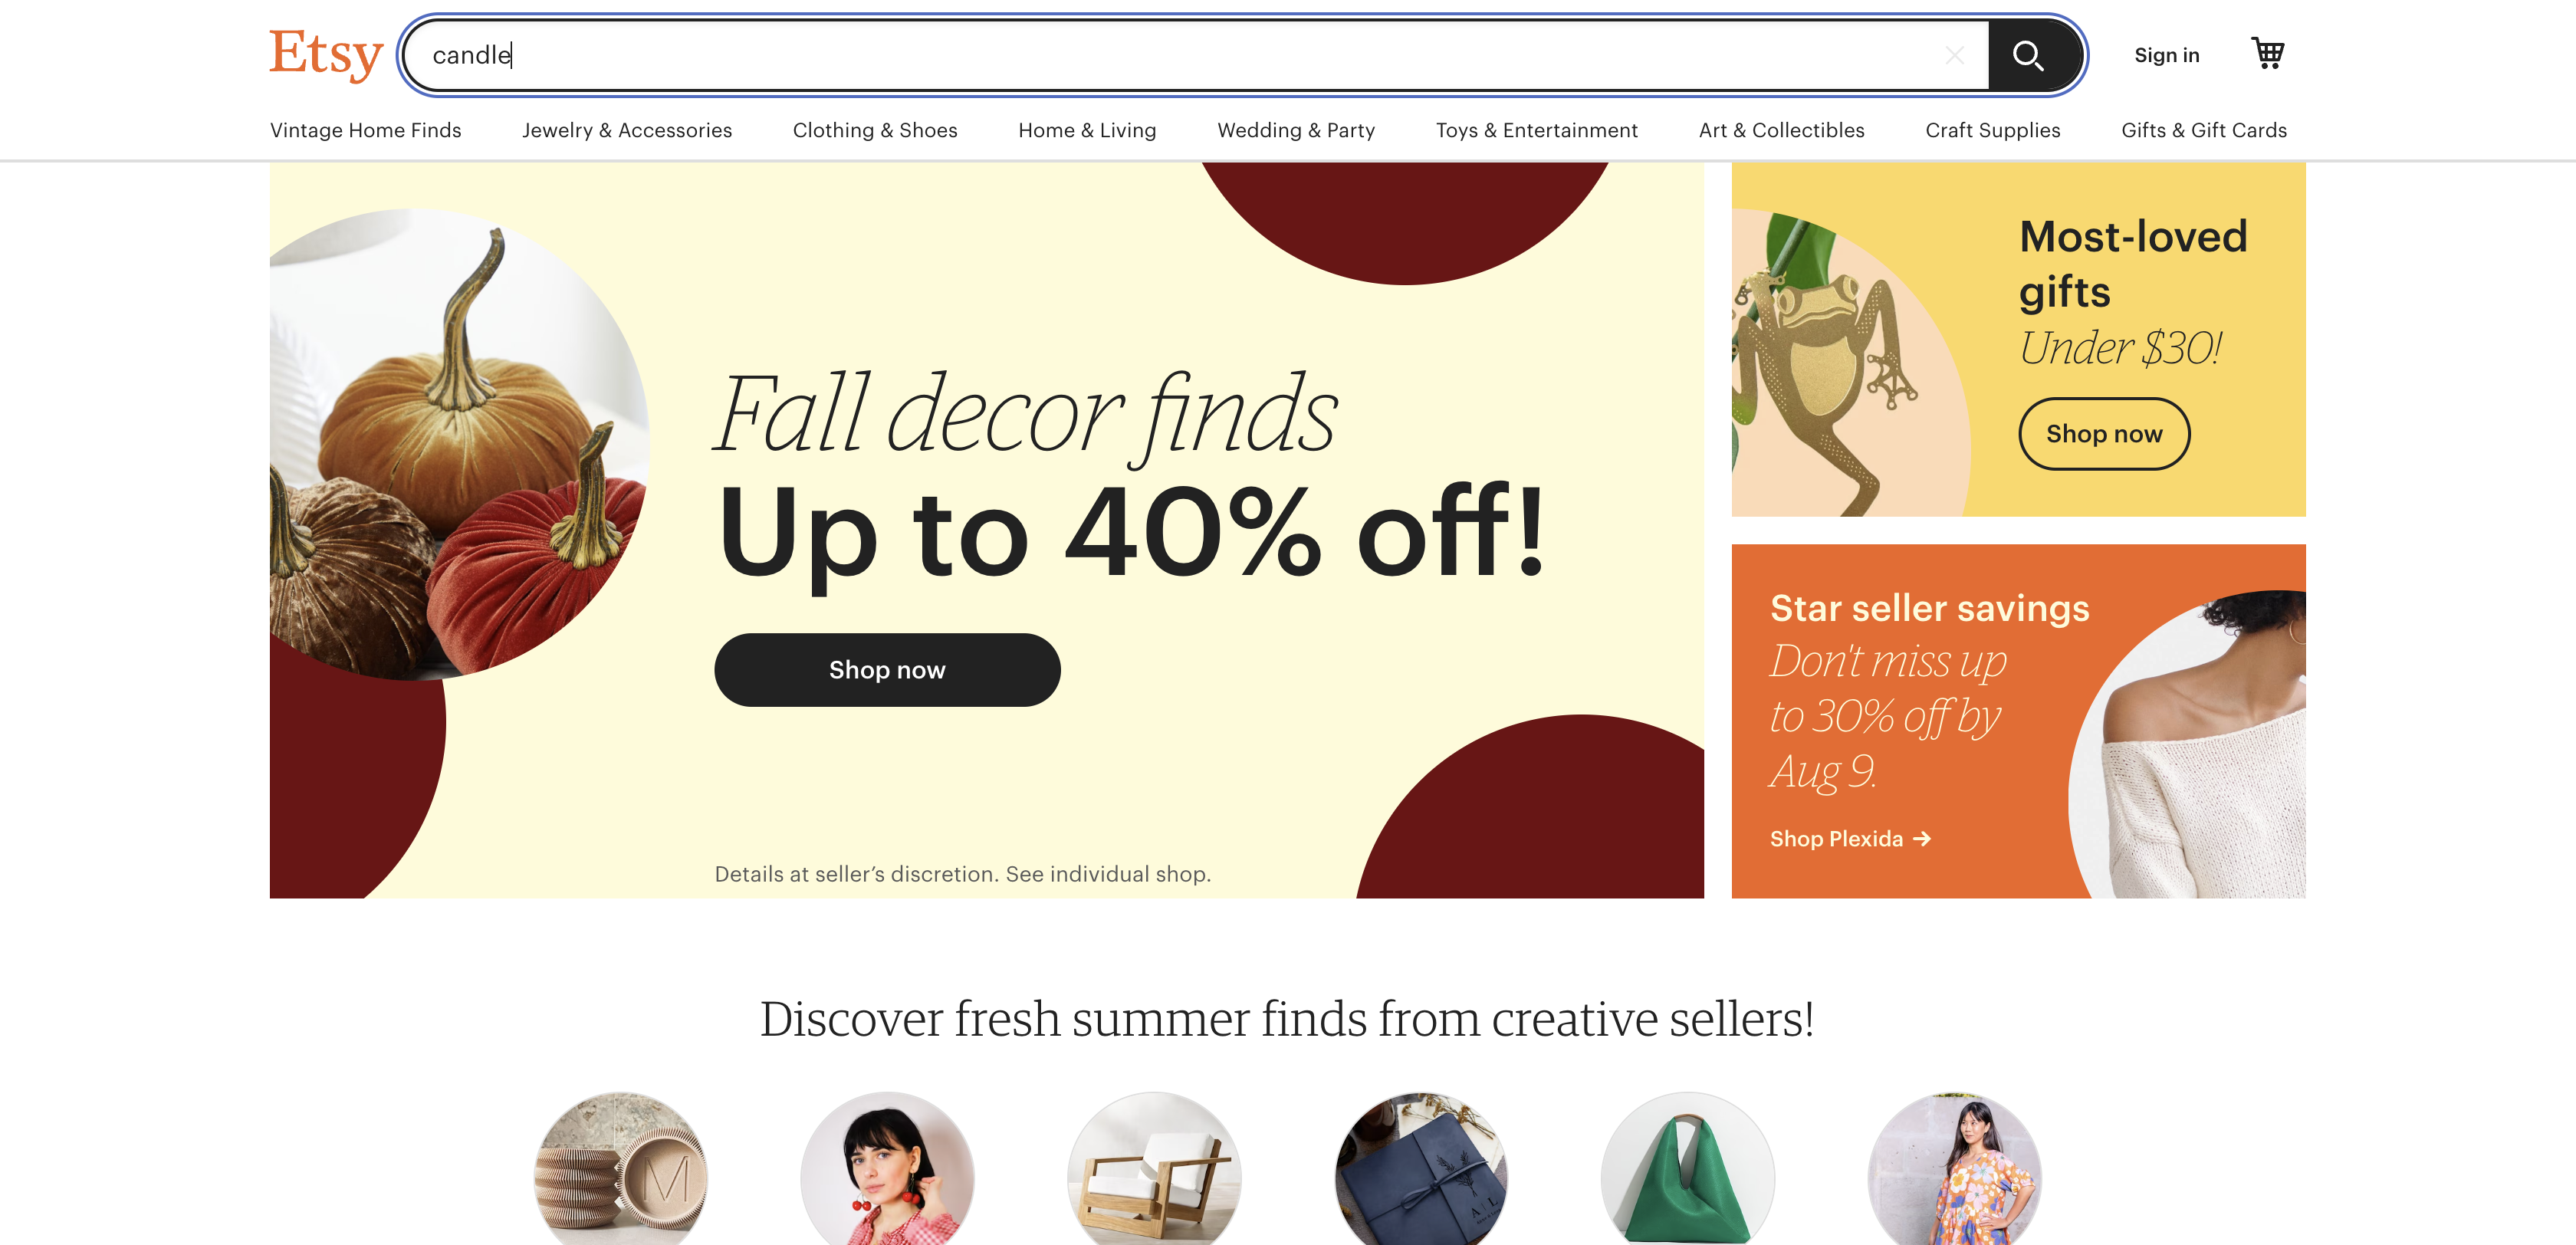 Etsy
candle
Sign in
Vintage Home Finds
Jewelry & Accessories
Clothing & Shoes
Home & Living
Wedding & Party
Toys & Entertainment
Art & Collectibles
Craft Supplies
Gifts & Gift Cards
Fall decor finds
Up to 40% off!
Shop now
Details at seller’s discretion. See individual shop.
Most-loved
gifts
Under $30!
Shop now
Star seller savings
Don't miss up
to 30% off by
Aug 9.
Shop Plexida →
Discover fresh summer finds from creative sellers!
M
A L